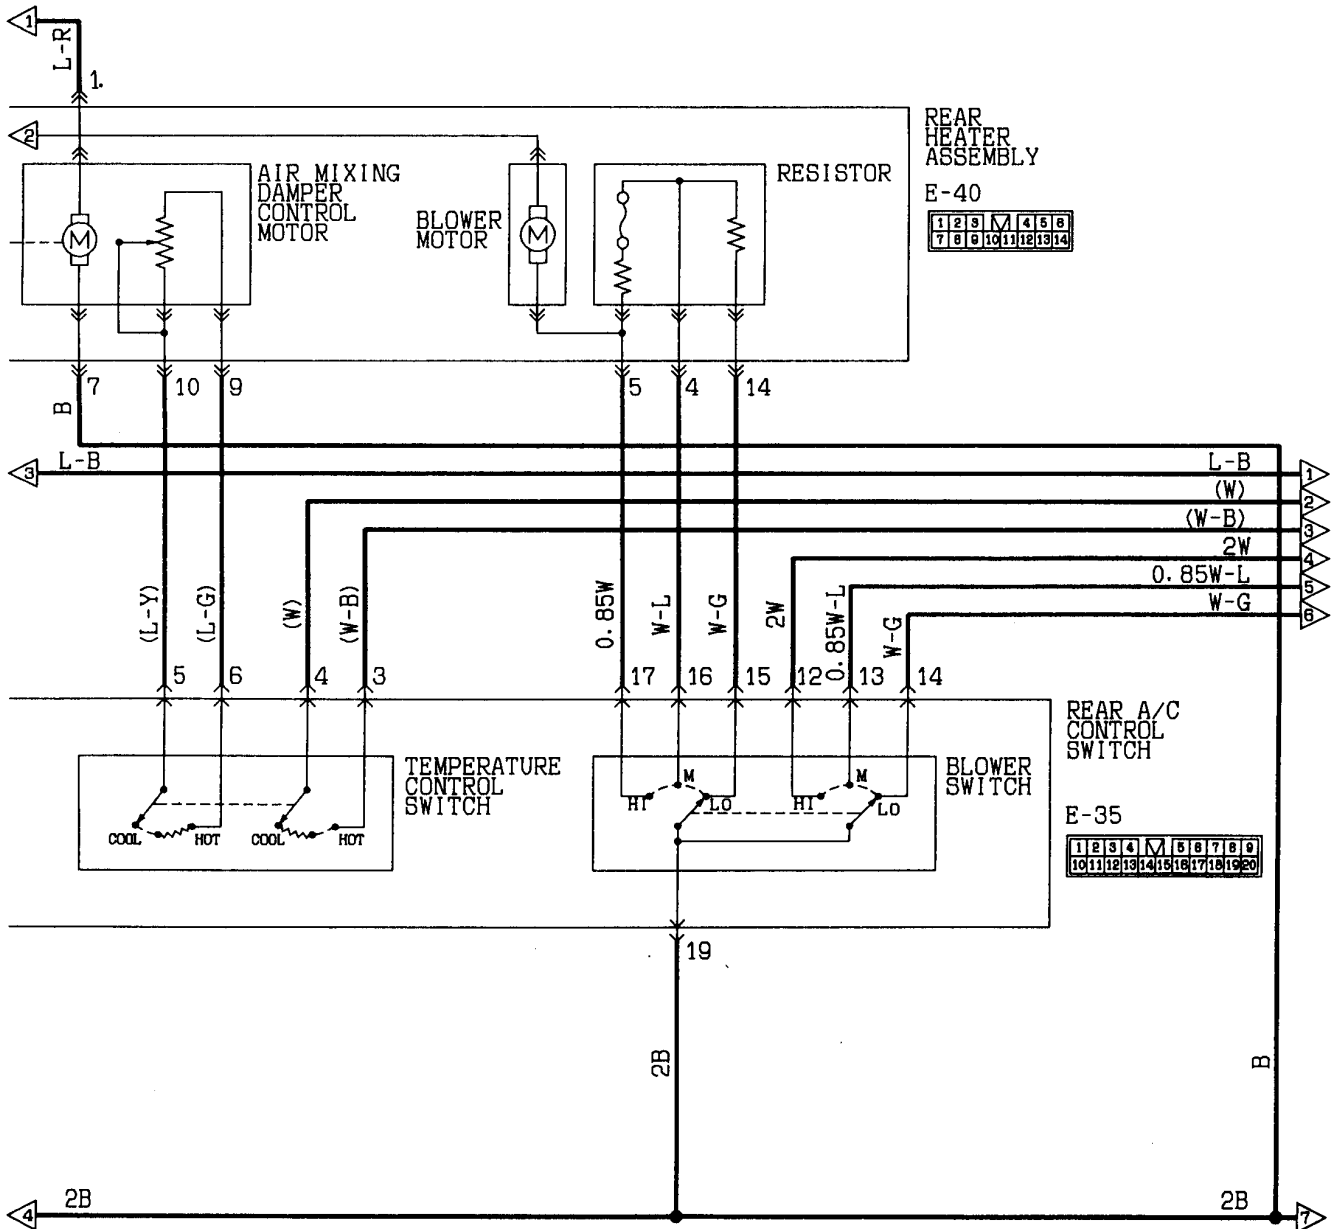 1
L-R
1.
2
REAR
HEATER
ASSEMBLY
AIR MIXING
DAMPER
CONTROL
MOTOR
BLOWER
MOTOR
RESISTOR
E-40
1 2 3 4 5 6
7 8 9 10 11 12 13 14
M
M
7 10 9 5 4 14
B
3 L-B L-B 1
(W) 2
(W-B) 3
2W 4
0.85W-L 5
W-G 6
(L-Y) (L-G) (W) (W-B) 0.85W W-L W-G 2W 0.85W-L W-G
5 6 4 3 17 16 15 12 13 14
REAR A/C
CONTROL
SWITCH
TEMPERATURE
CONTROL
SWITCH
BLOWER
SWITCH
M M
HI LO HI LO
COOL HOT COOL HOT
E-35
1 2 3 4 5 6 7 8 9
10 11 12 13 14 15 16 17 18 19 20
19
2B
B
4 2B 2B 7